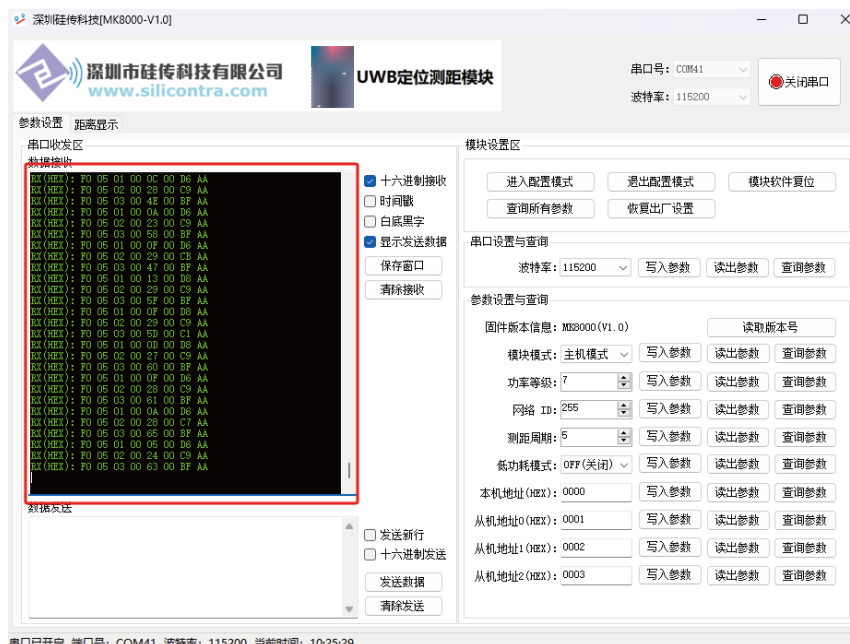 深圳硅传科技[MK8000-V1.0]
深圳市硅传科技有限公司
www.silicontra.com
UWB定位测距模块
串口号: COM41
波特率: 115200
关闭串口
参数设置 距离显示
串口收发区
数据接收
RX(HEX): F0 05 01 00 0C 00 D6 AA
RX(HEX): F0 05 02 00 28 00 C9 AA
RX(HEX): F0 05 03 00 4E 00 BF AA
RX(HEX): F0 05 01 00 0A 00 D6 AA
RX(HEX): F0 05 02 00 23 00 C9 AA
RX(HEX): F0 05 03 00 58 00 BF AA
RX(HEX): F0 05 01 00 0F 00 D6 AA
RX(HEX): F0 05 02 00 29 00 CB AA
RX(HEX): F0 05 03 00 47 00 BF AA
RX(HEX): F0 05 01 00 13 00 D8 AA
RX(HEX): F0 05 02 00 29 00 C9 AA
RX(HEX): F0 05 03 00 5F 00 BF AA
RX(HEX): F0 05 01 00 0F 00 D8 AA
RX(HEX): F0 05 02 00 29 00 C9 AA
RX(HEX): F0 05 03 00 5D 00 C1 AA
RX(HEX): F0 05 01 00 0D 00 D8 AA
RX(HEX): F0 05 02 00 27 00 C9 AA
RX(HEX): F0 05 03 00 60 00 BF AA
RX(HEX): F0 05 01 00 0F 00 D6 AA
RX(HEX): F0 05 02 00 28 00 C9 AA
RX(HEX): F0 05 03 00 61 00 BF AA
RX(HEX): F0 05 01 00 0A 00 D6 AA
RX(HEX): F0 05 02 00 28 00 C7 AA
RX(HEX): F0 05 03 00 65 00 BF AA
RX(HEX): F0 05 01 00 05 00 D6 AA
RX(HEX): F0 05 02 00 24 00 C9 AA
RX(HEX): F0 05 03 00 63 00 BF AA
十六进制接收
时间戳
白底黑字
显示发送数据
保存窗口
清除接收
数据发送
发送新行
十六进制发送
发送数据
清除发送
模块设置区
进入配置模式 退出配置模式 模块软件复位
查询所有参数 恢复出厂设置
串口设置与查询
波特率: 115200 写入参数 读出参数 查询参数
参数设置与查询
固件版本信息: MK8000(V1.0) 读取版本号
模块模式: 主机模式 写入参数 读出参数 查询参数
功率等级: 7 写入参数 读出参数 查询参数
网络 ID: 255 写入参数 读出参数 查询参数
测距周期: 5 写入参数 读出参数 查询参数
低功耗模式: OFF(关闭) 写入参数 读出参数 查询参数
本机地址(HEX): 0000 写入参数 读出参数 查询参数
从机地址0(HEX): 0001 写入参数 读出参数 查询参数
从机地址1(HEX): 0002 写入参数 读出参数 查询参数
从机地址2(HEX): 0003 写入参数 读出参数 查询参数
串口已开启 端口号: COM41 波特率: 115200 当前时间: 10:25:29